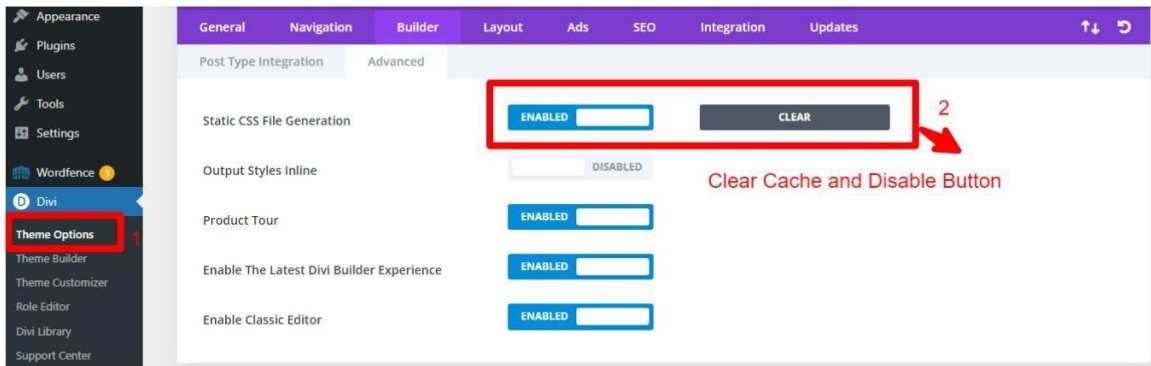 Appearance
Plugins
Users
Tools
Settings
Wordfence 3
D Divi
Theme Options 1
Theme Builder
Theme Customizer
Role Editor
Divi Library
Support Center
General Navigation Builder Layout Ads SEO Integration Updates
Post Type Integration Advanced
Static CSS File Generation ENABLED CLEAR 2
Output Styles Inline DISABLED
Clear Cache and Disable Button
Product Tour ENABLED
Enable The Latest Divi Builder Experience ENABLED
Enable Classic Editor ENABLED